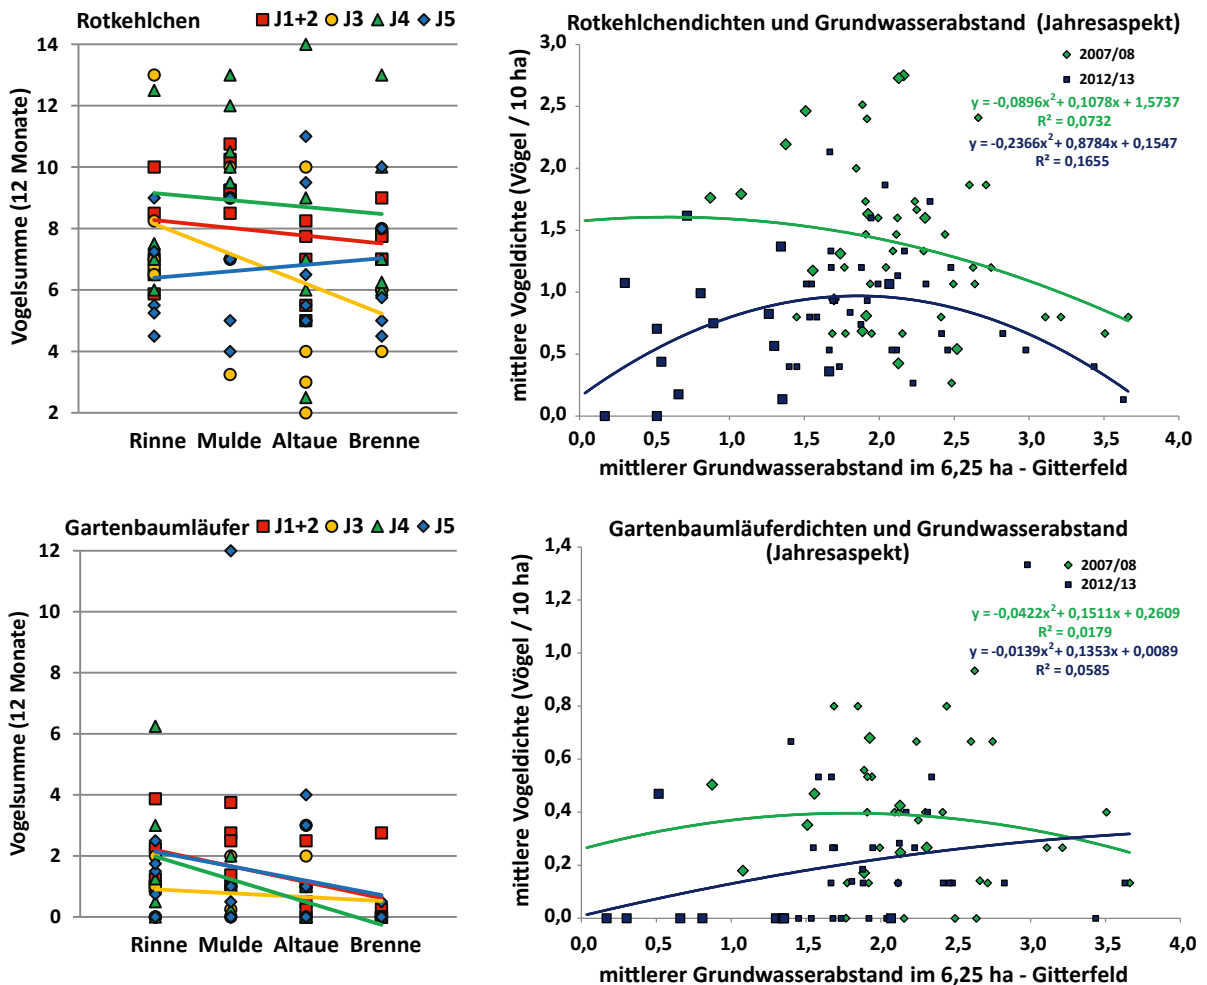 Rotkehlchen J1+2 J3 J4 J5
14
12
10
8
6
4
2
Vogelsumme (12 Monate)
Rinne Mulde Altaue Brenne
Rotkehlchendichten und Grundwasserabstand (Jahresaspekt)
3,0
2,5
2,0
1,5
1,0
0,5
0,0
mittlere Vogeldichte (Vögel / 10 ha)
2007/08
2012/13
y = -0,0896x² + 0,1078x + 1,5737
R² = 0,0732
y = -0,2366x² + 0,8784x + 0,1547
R² = 0,1655
0,0 0,5 1,0 1,5 2,0 2,5 3,0 3,5 4,0
mittlerer Grundwasserabstand im 6,25 ha - Gitterfeld
Gartenbaumläufer J1+2 J3 J4 J5
12
10
8
6
4
2
0
Vogelsumme (12 Monate)
Rinne Mulde Altaue Brenne
Gartenbaumläuferdichten und Grundwasserabstand
(Jahresaspekt)
1,4
1,2
1,0
0,8
0,6
0,4
0,2
0,0
mittlere Vogeldichte (Vögel / 10 ha)
2007/08
2012/13
y = -0,0422x² + 0,1511x + 0,2609
R² = 0,0179
y = -0,0139x² + 0,1353x + 0,0089
R² = 0,0585
0,0 0,5 1,0 1,5 2,0 2,5 3,0 3,5 4,0
mittlerer Grundwasserabstand im 6,25 ha - Gitterfeld